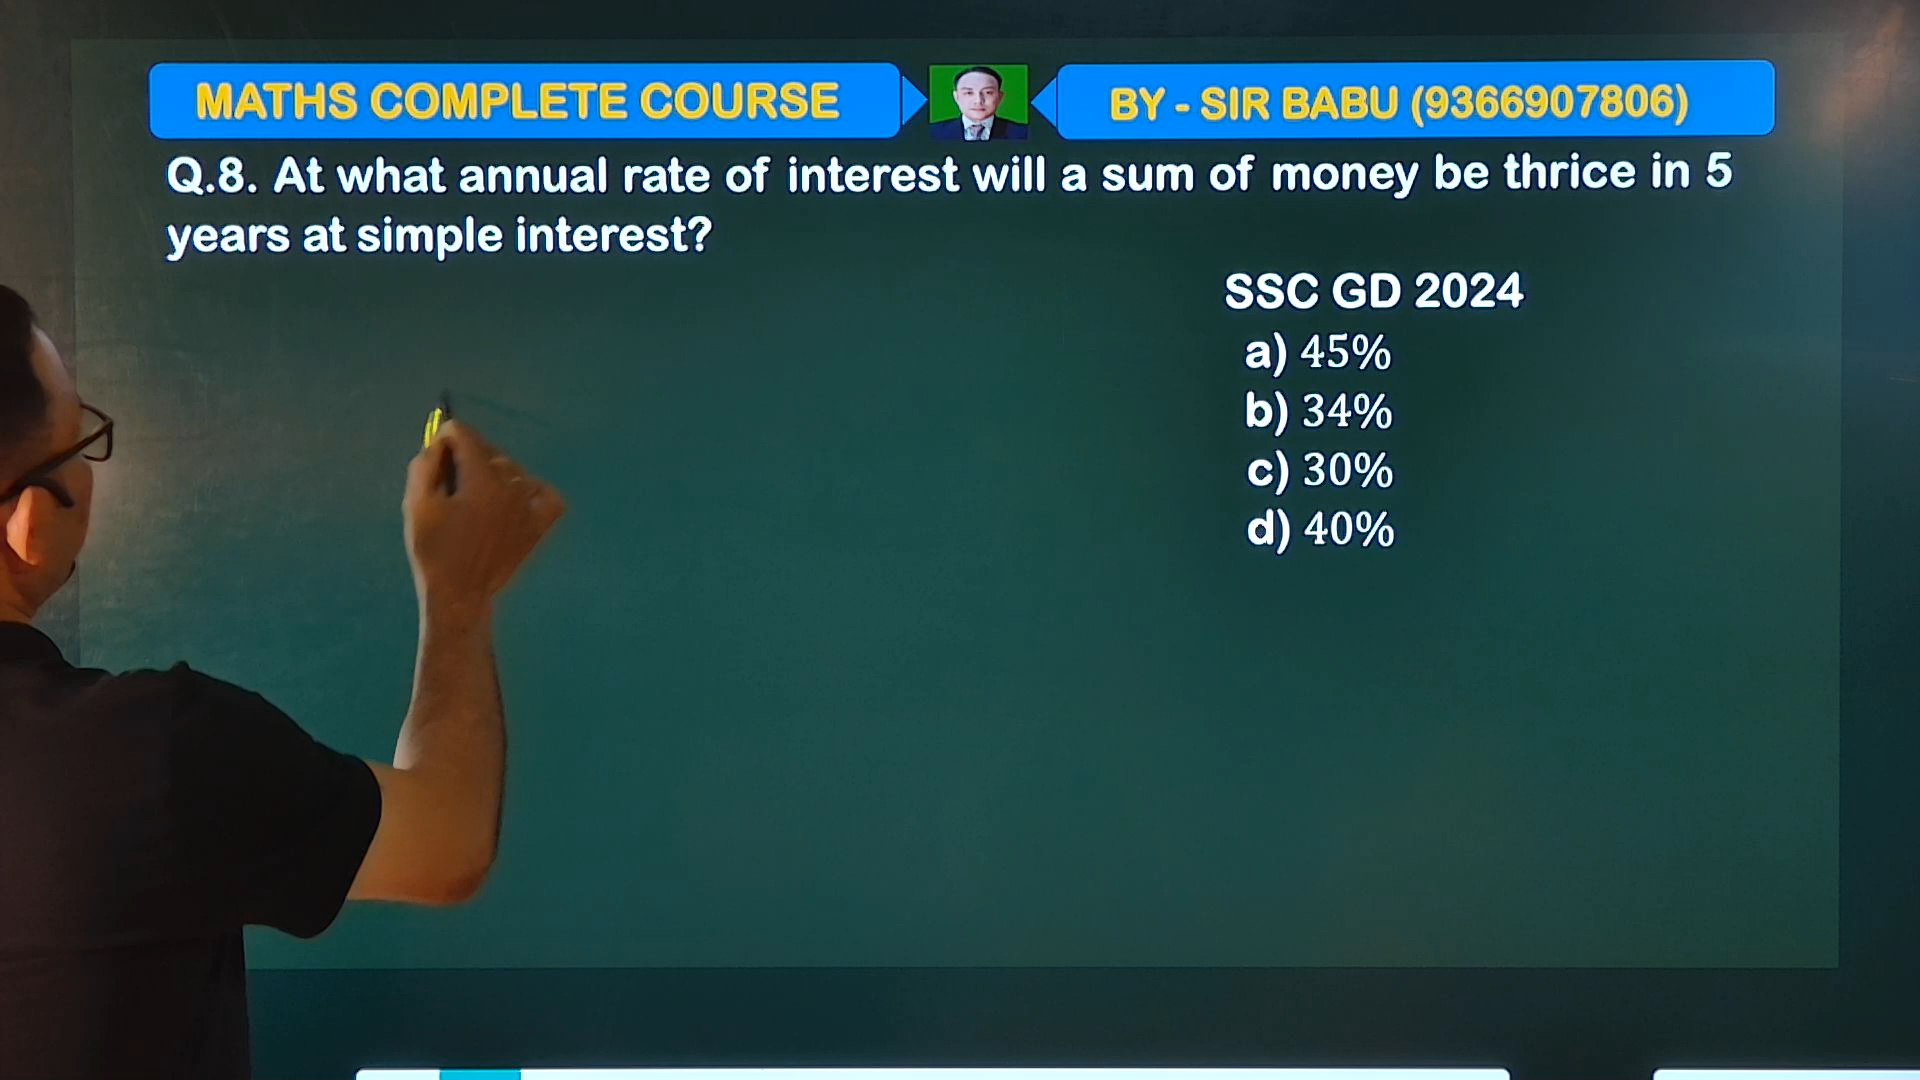 MATHS COMPLETE COURSE
BY - SIR BABU (9366907806)
Q.8. At what annual rate of interest will a sum of money be thrice in 5
years at simple interest?
SSC GD 2024
a) 45%
b) 34%
c) 30%
d) 40%